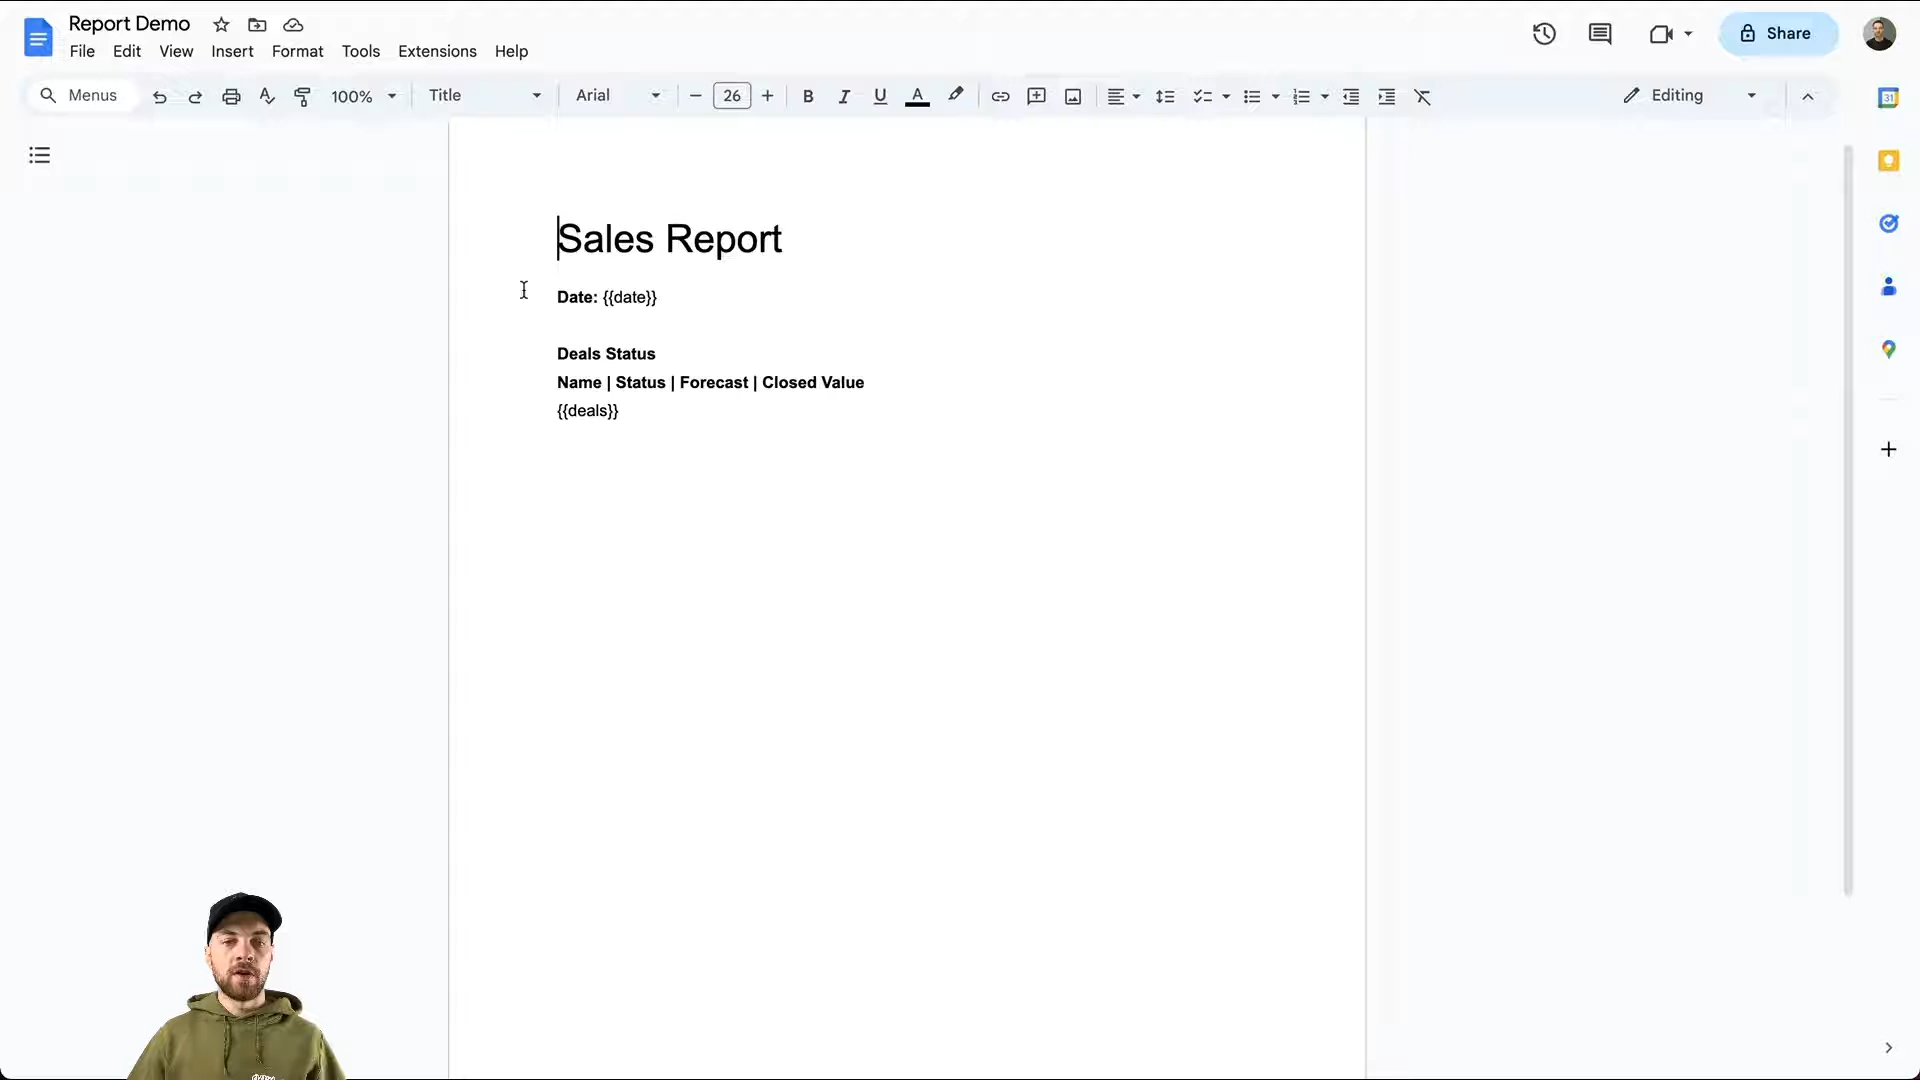 Report Demo
File Edit View Insert Format Tools Extensions Help
Share
Menus 100% Title Arial 26 Editing
31
Sales Report
Date: {{date}}
Deals Status
Name | Status | Forecast | Closed Value
{{deals}}